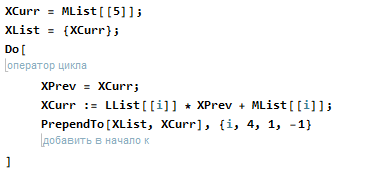 XCurr = MList[[5]];
XList = {XCurr};
Do[
оператор цикла
XPrev = XCurr;
XCurr := LList[[i]] * XPrev + MList[[i]];
PrependTo[XList, XCurr], {i, 4, 1, -1}
добавить в начало к
]